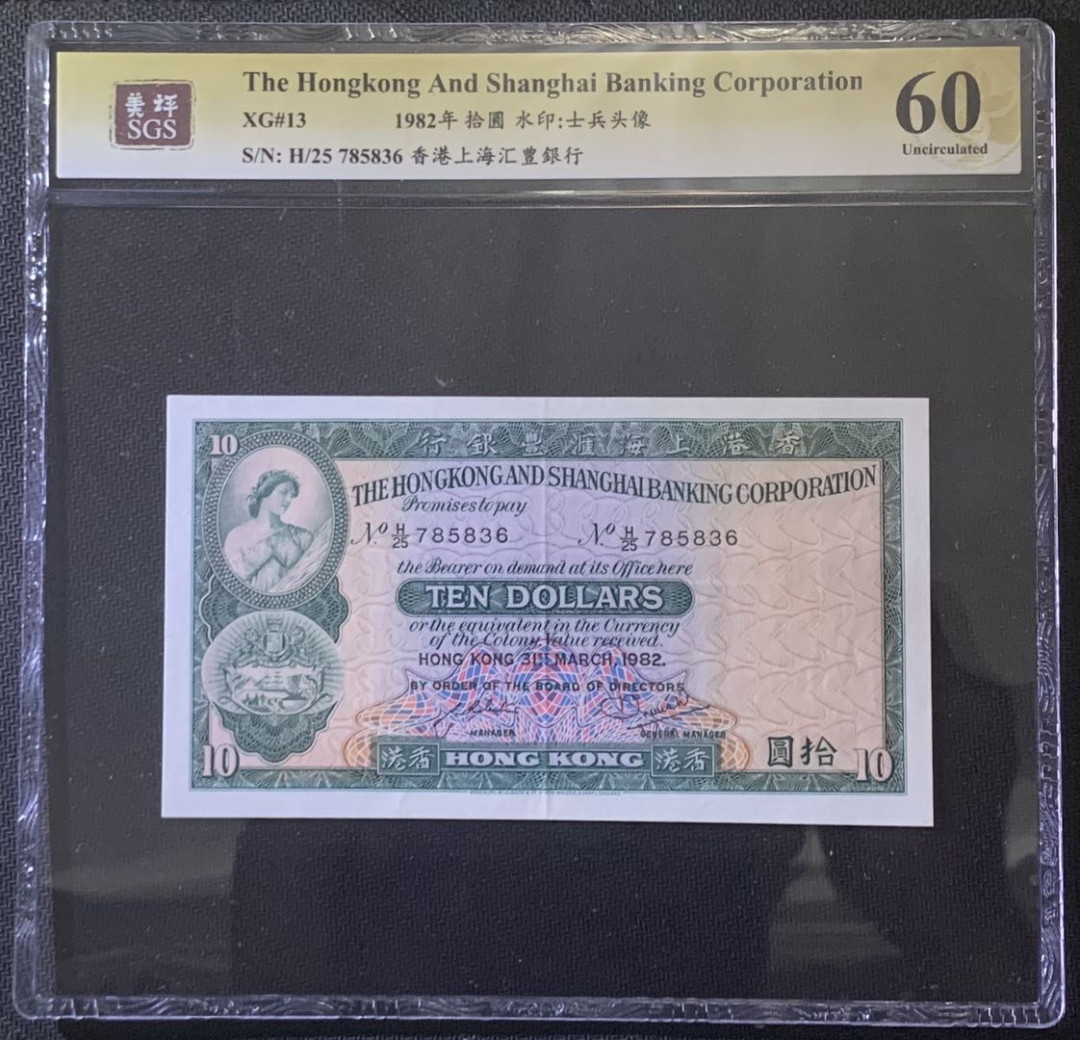 美坪
SGS
The Hongkong And Shanghai Banking Corporation
XG#13 1982年 拾圓 水印:士兵头像
S/N: H/25 785836 香港上海汇豐銀行
60
Uncirculated
10
行銀豐滙海上港香
THE HONGKONG AND SHANGHAI BANKING CORPORATION
Promises to pay
No H/25 785836 No H/25 785836
the Bearer on demand at its Office here
TEN DOLLARS
or the equivalent in the Currency
of the Colony, Value received.
HONG KONG 31ST MARCH, 1982.
BY ORDER OF THE BOARD OF DIRECTORS
MANAGER GENERAL MANAGER
10 港香 HONG KONG 港香 圓拾 10